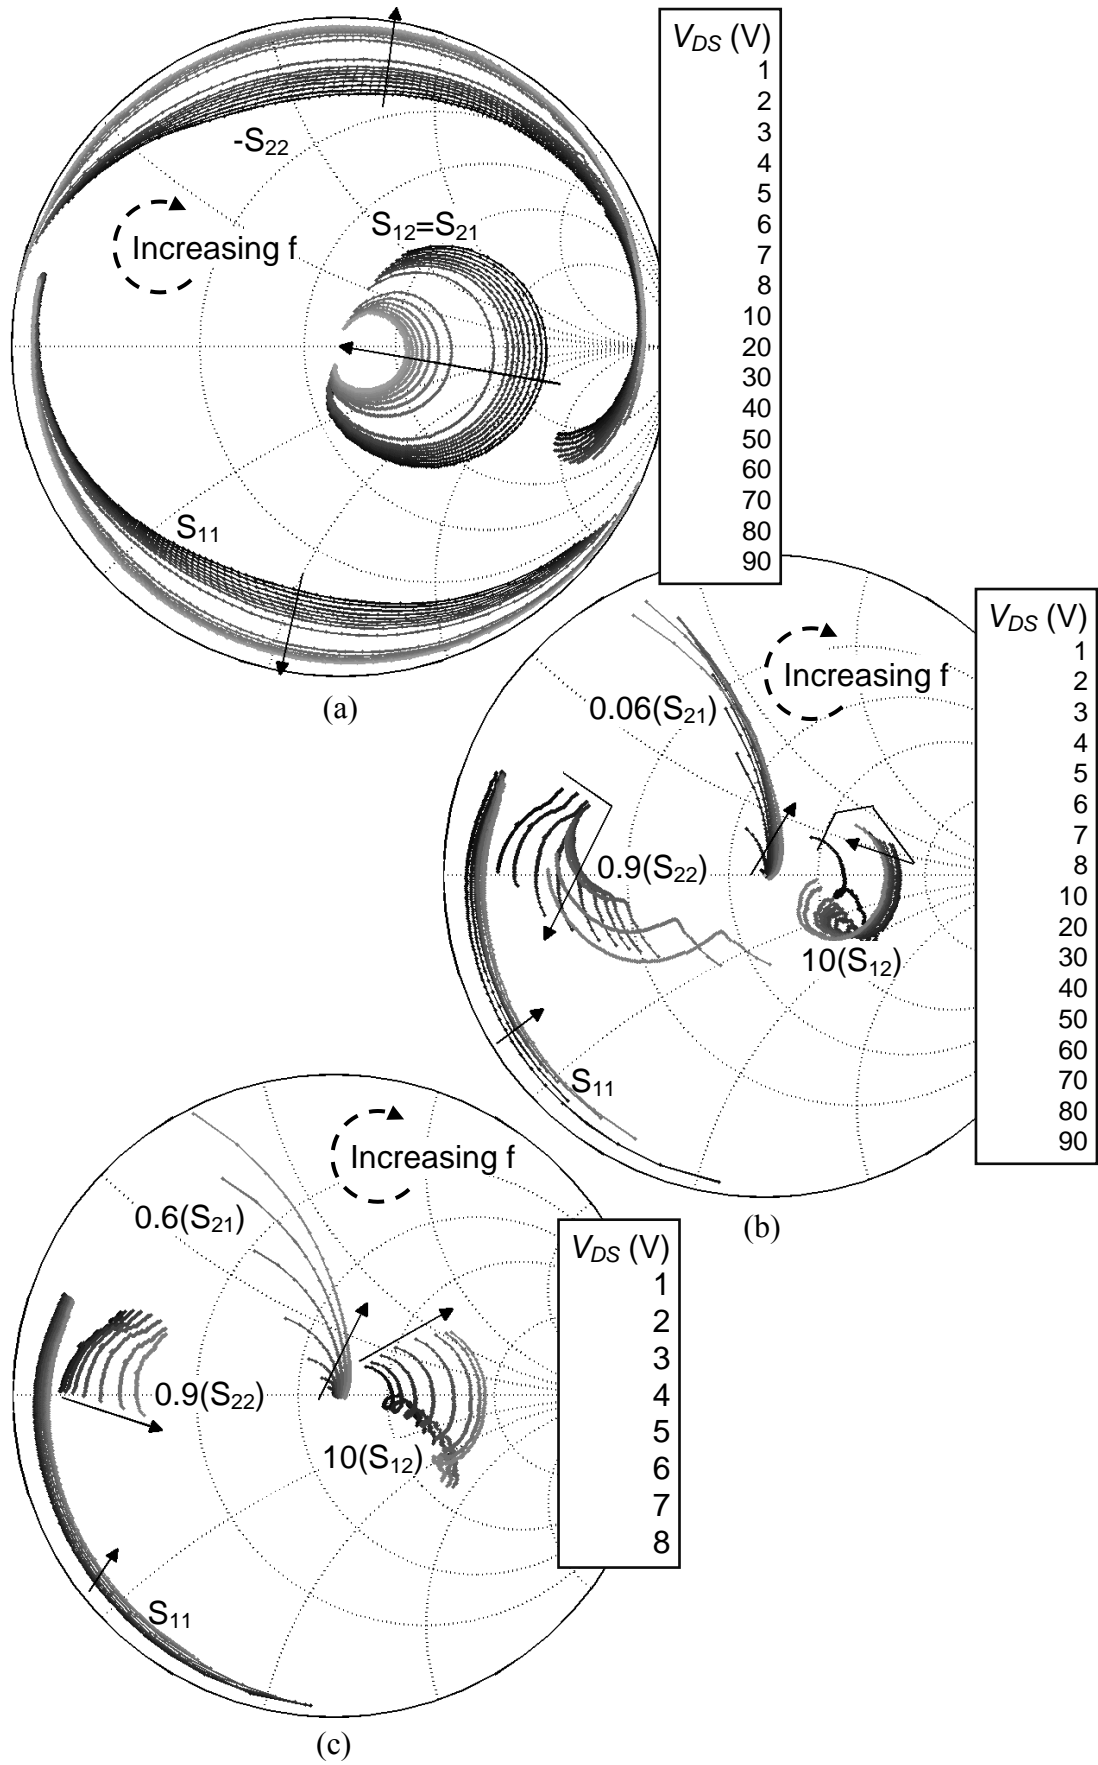 V_DS (V)
1
2
3
4
5
6
7
8
10
20
30
40
50
60
70
80
90
-S22
S12=S21
Increasing f
S11
(a)
V_DS (V)
1
2
3
4
5
6
7
8
10
20
30
40
50
60
70
80
90
Increasing f
0.06(S21)
0.9(S22)
10(S12)
S11
(b)
Increasing f
0.6(S21)
V_DS (V)
1
2
3
4
5
6
7
8
0.9(S22)
10(S12)
S11
(c)